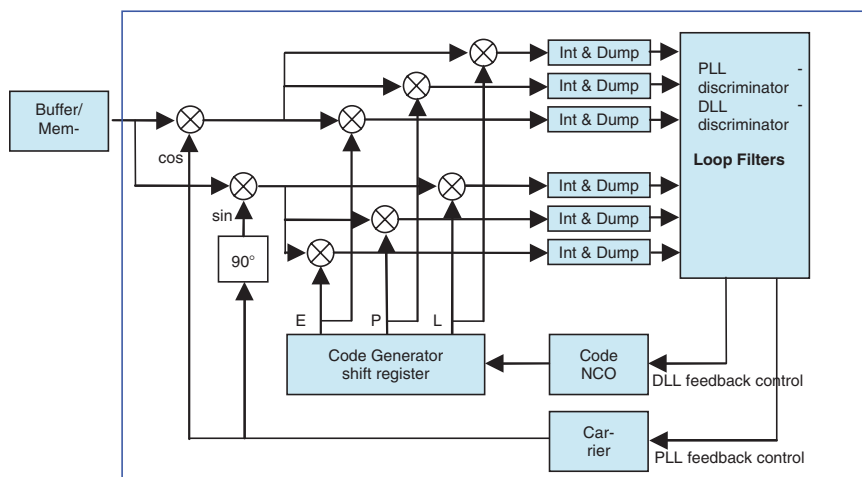 Int & Dump
Int & Dump
Int & Dump
PLL -
discriminator
DLL -
discriminator
Loop Filters
Buffer/
Mem-
cos
sin
90°
Int & Dump
Int & Dump
Int & Dump
E P L
Code Generator
shift register
Code
NCO
DLL feedback control
Car-
rier
PLL feedback control